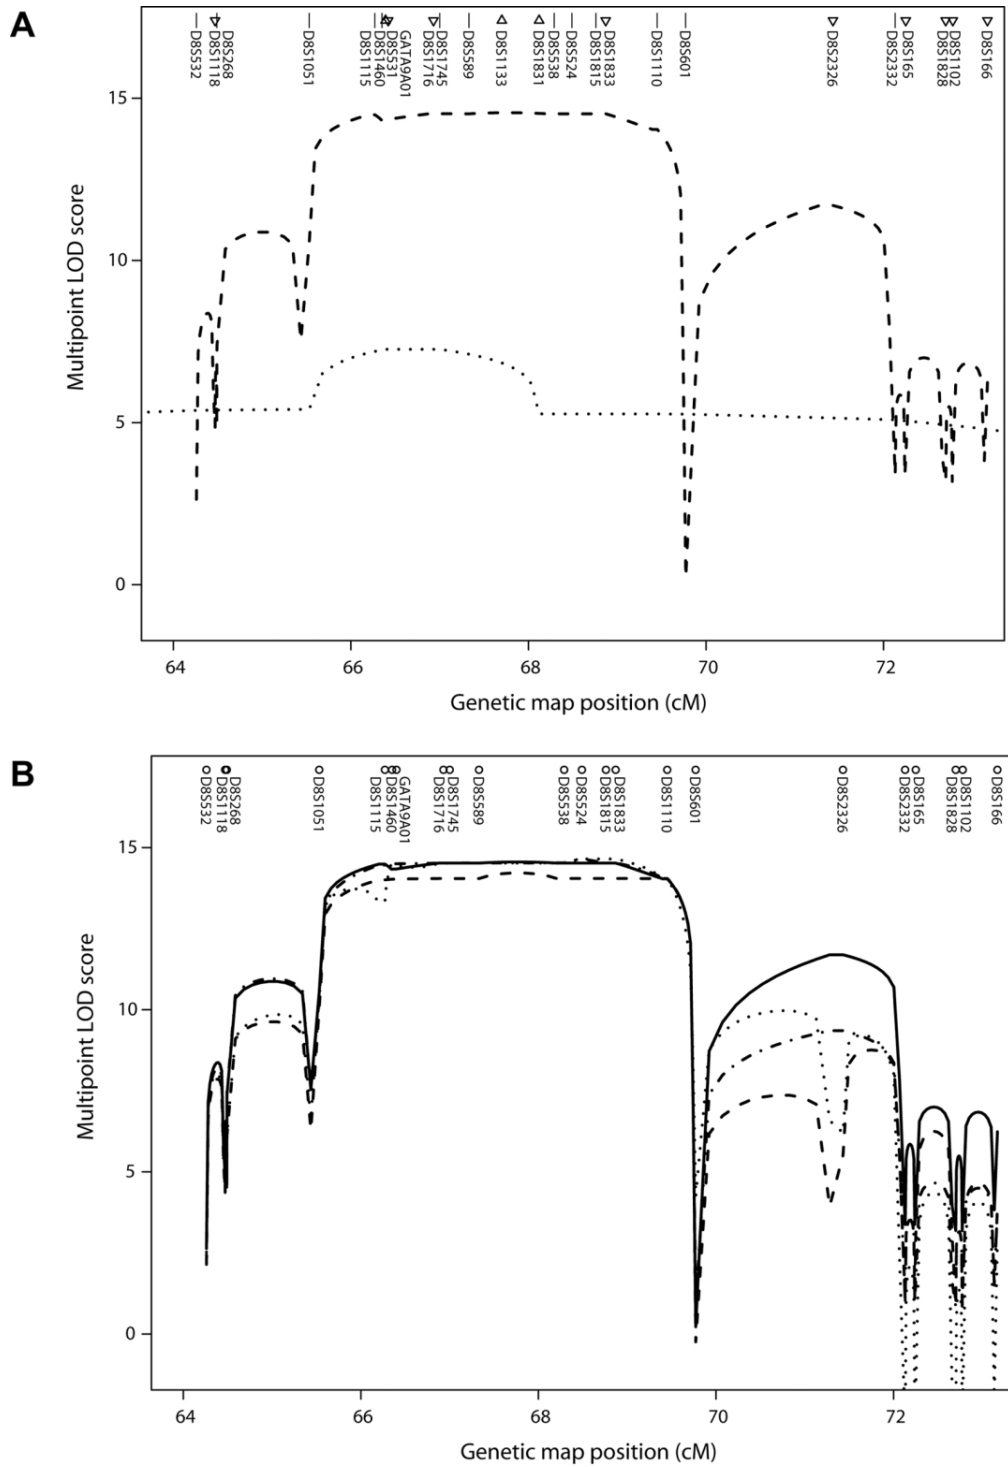 A
D8S532
D8S1118
D8S268
D8S1051
D8S1115
D8S1460
D8S531
GATA9A01
D8S1716
D8S1745
D8S589
D8S1133
D8S1831
D8S538
D8S524
D8S1815
D8S1833
D8S1110
D8S601
D8S2326
D8S2332
D8S165
D8S1828
D8S1102
D8S166
15
10
5
0
Multipoint LOD score
64 66 68 70 72
Genetic map position (cM)
B
D8S532
D8S1118
D8S268
D8S1051
D8S1115
D8S1460
GATA9A01
D8S1716
D8S1745
D8S589
D8S538
D8S524
D8S1815
D8S1833
D8S1110
D8S601
D8S2326
D8S2332
D8S165
D8S1828
D8S1102
D8S166
15
10
5
0
Multipoint LOD score
64 66 68 70 72
Genetic map position (cM)